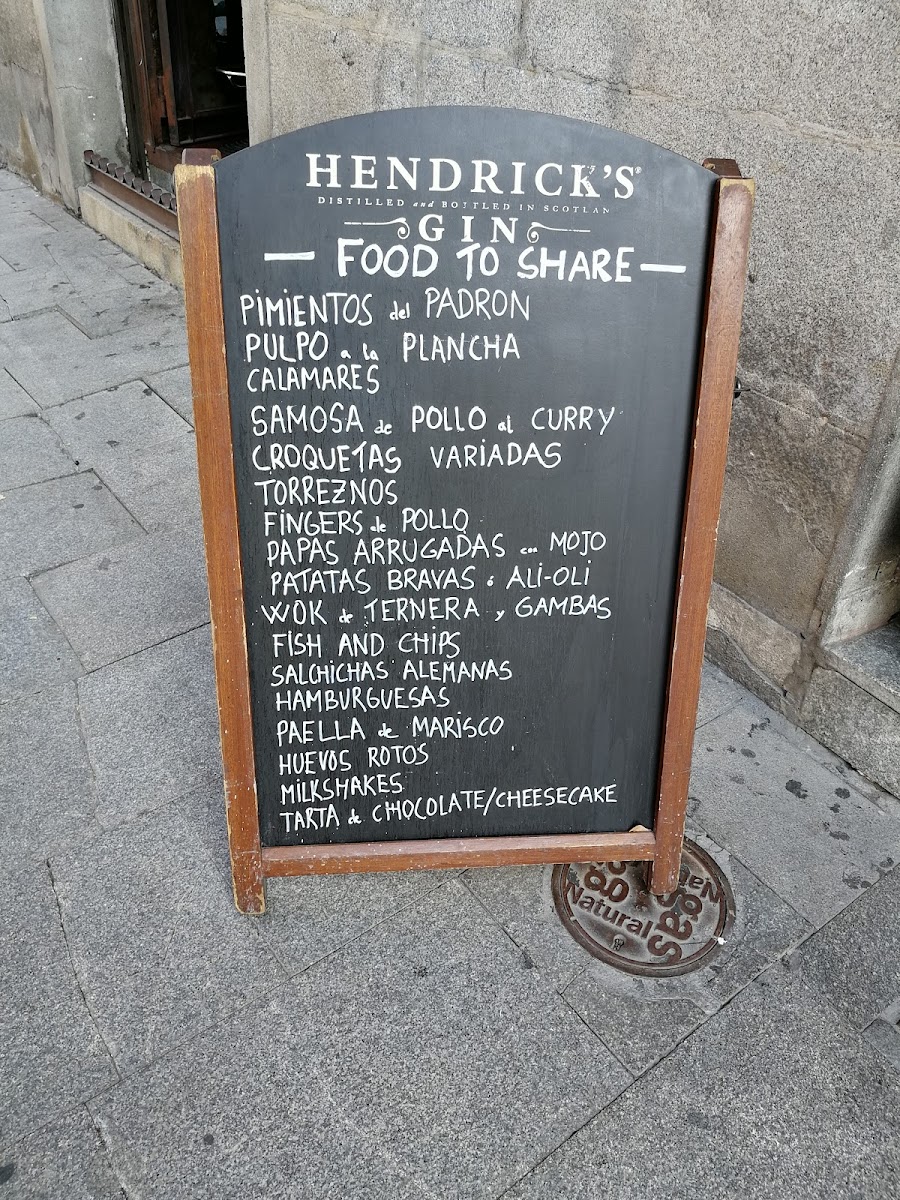 HENDRICK'S
DISTILLED and BOTTLED IN SCOTLAN
GIN
— FOOD TO SHARE —
PIMIENTOS del PADRON
PULPO a la PLANCHA
CALAMARES
SAMOSA de POLLO al CURRY
CROQUETAS VARIADAS
TORREZNOS
FINGERS de POLLO
PAPAS ARRUGADAS con MOJO
PATATAS BRAVAS ó ALI-OLI
WOK de TERNERA y GAMBAS
FISH AND CHIPS
SALCHICHAS ALEMANAS
HAMBURGUESAS
PAELLA de MARISCO
HUEVOS ROTOS
MILKSHAKES
TARTA de CHOCOLATE/CHEESECAKE
gas
Natural
gas
Natural